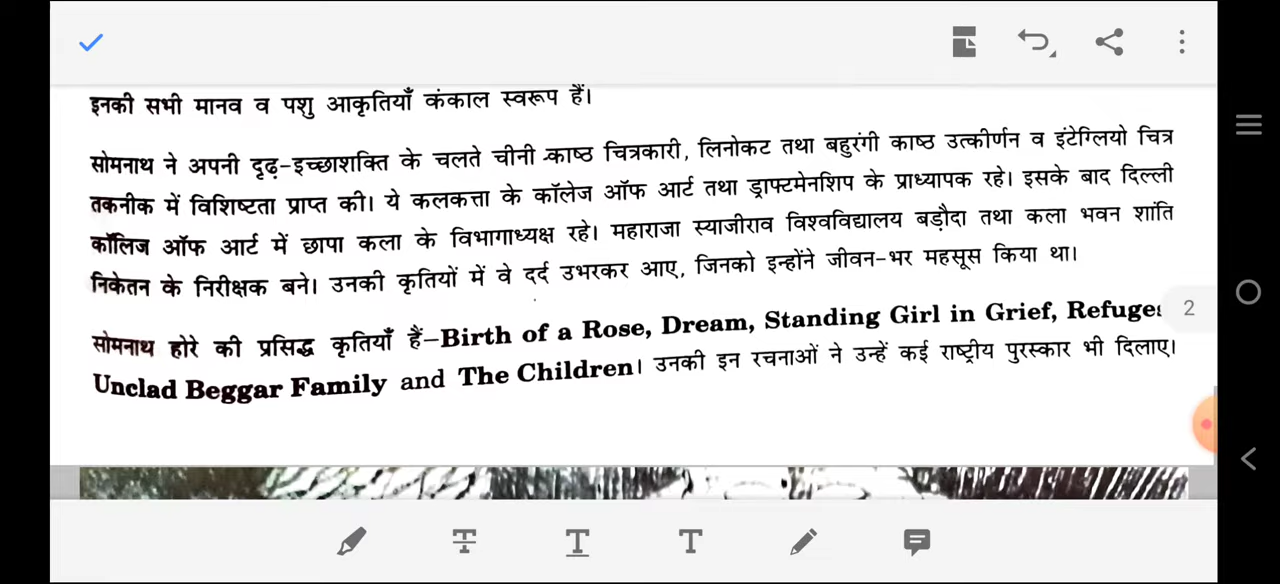 इनकी सभी मानव व पशु आकृतियाँ कंकाल स्वरूप हैं।
सोमनाथ ने अपनी दृढ़-इच्छाशक्ति के चलते चीनी काष्ठ चित्रकारी, लिनोकट तथा बहुरंगी काष्ठ उत्कीर्णन व इंटेग्लियो चित्र
तकनीक में विशिष्टता प्राप्त की। ये कलकत्ता के कॉलेज ऑफ आर्ट तथा ड्राफ्टमेनशिप के प्राध्यापक रहे। इसके बाद दिल्ली
कॉलिज ऑफ आर्ट में छापा कला के विभागाध्यक्ष रहे। महाराजा स्याजीराव विश्वविद्यालय बड़ौदा तथा कला भवन शांति
निकेतन के निरीक्षक बने। उनकी कृतियों में वे दर्द उभरकर आए, जिनको इन्होंने जीवन-भर महसूस किया था।
2
सोमनाथ होरे की प्रसिद्ध कृतियाँ हैं-Birth of a Rose, Dream, Standing Girl in Grief,
Unclad Beggar Family and The Children। उनकी इन रचनाओं ने उन्हें कई राष्ट्रीय पुरस्कार भी दिलाए।